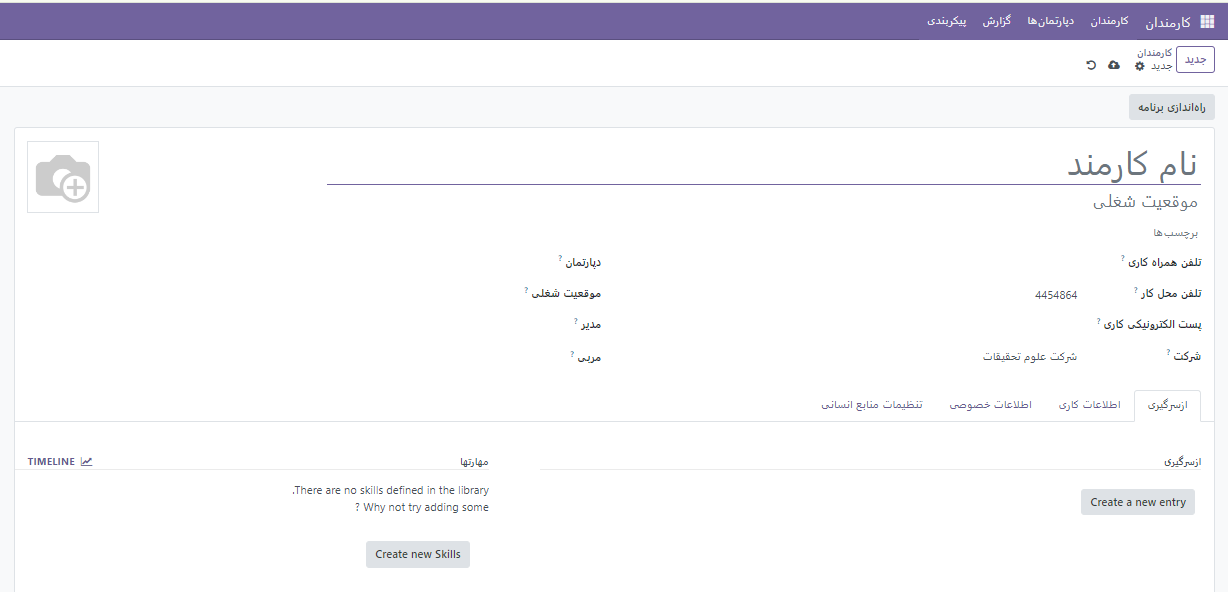 کارمندان کارمندان دپارتمان‌ها گزارش پیکربندی
جدید
کارمندان
جدید
راه‌اندازی برنامه
نام کارمند
موقعیت شغلی
برچسب‌ها
تلفن همراه کاری ?
تلفن محل کار ? 4454864
پست الکترونیکی کاری ?
شرکت ? شرکت علوم تحقیقات
دپارتمان ?
موقعیت شغلی ?
مدیر ?
مربی ?
ازسرگیری اطلاعات کاری اطلاعات خصوصی تنظیمات منابع انسانی
ازسرگیری
Create a new entry
مهارتها TIMELINE
.There are no skills defined in the library
? Why not try adding some
Create new Skills